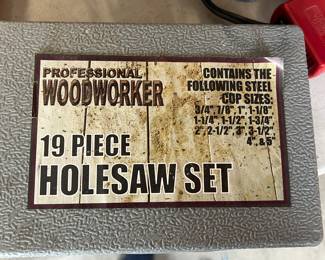 PROFESSIONAL
WOODWORKER
19 PIECE
HOLESAW SET
CONTAINS THE
FOLLOWING STEEL
CUP SIZES:
3/4", 7/8", 1", 1-1/8"
1-1/4", 1-1/2", 1-3/4"
2", 2-1/2", 3", 3-1/2",
4", & 5"